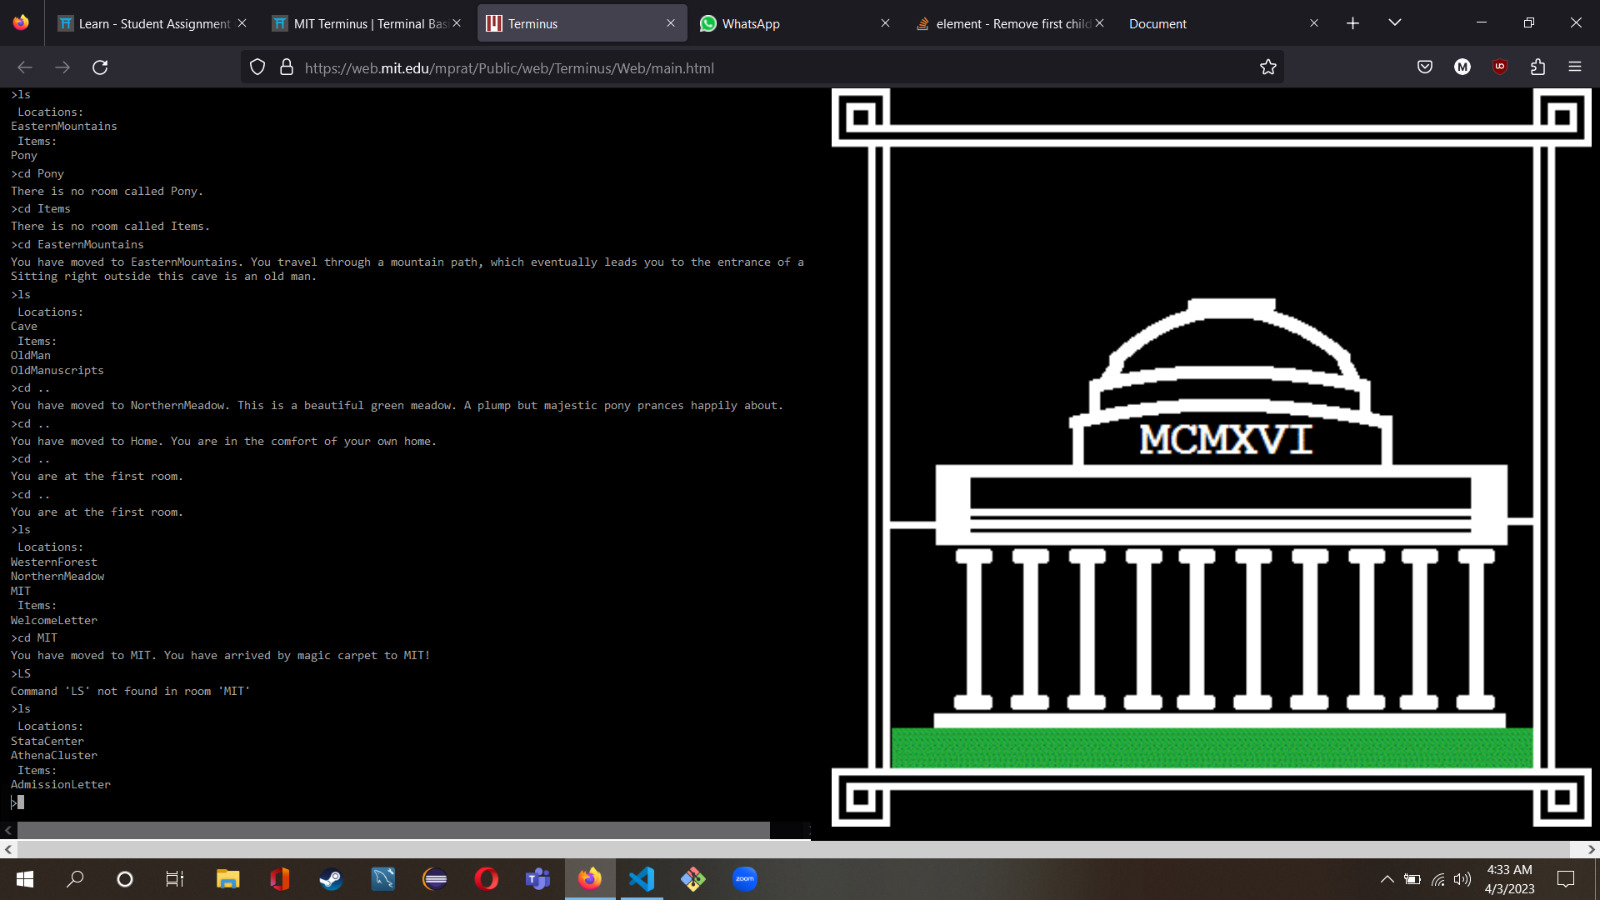 Learn - Student Assignment
MIT Terminus | Terminal Bas
Terminus
WhatsApp
element - Remove first child
Document
https://web.mit.edu/mprat/Public/web/Terminus/Web/main.html
M
>ls
Locations:
EasternMountains
Items:
Pony
>cd Pony
There is no room called Pony.
>cd Items
There is no room called Items.
>cd EasternMountains
You have moved to EasternMountains. You travel through a mountain path, which eventually leads you to the entrance of a
Sitting right outside this cave is an old man.
>ls
Locations:
Cave
Items:
OldMan
OldManuscripts
>cd ..
You have moved to NorthernMeadow. This is a beautiful green meadow. A plump but majestic pony prances happily about.
>cd ..
You have moved to Home. You are in the comfort of your own home.
>cd ..
You are at the first room.
>cd ..
You are at the first room.
>ls
Locations:
WesternForest
NorthernMeadow
MIT
Items:
WelcomeLetter
>cd MIT
You have moved to MIT. You have arrived by magic carpet to MIT!
>LS
Command 'LS' not found in room 'MIT'
>ls
Locations:
StataCenter
AthenaCluster
Items:
AdmissionLetter
>
MCMXVI
zoom
4:33 AM
4/3/2023